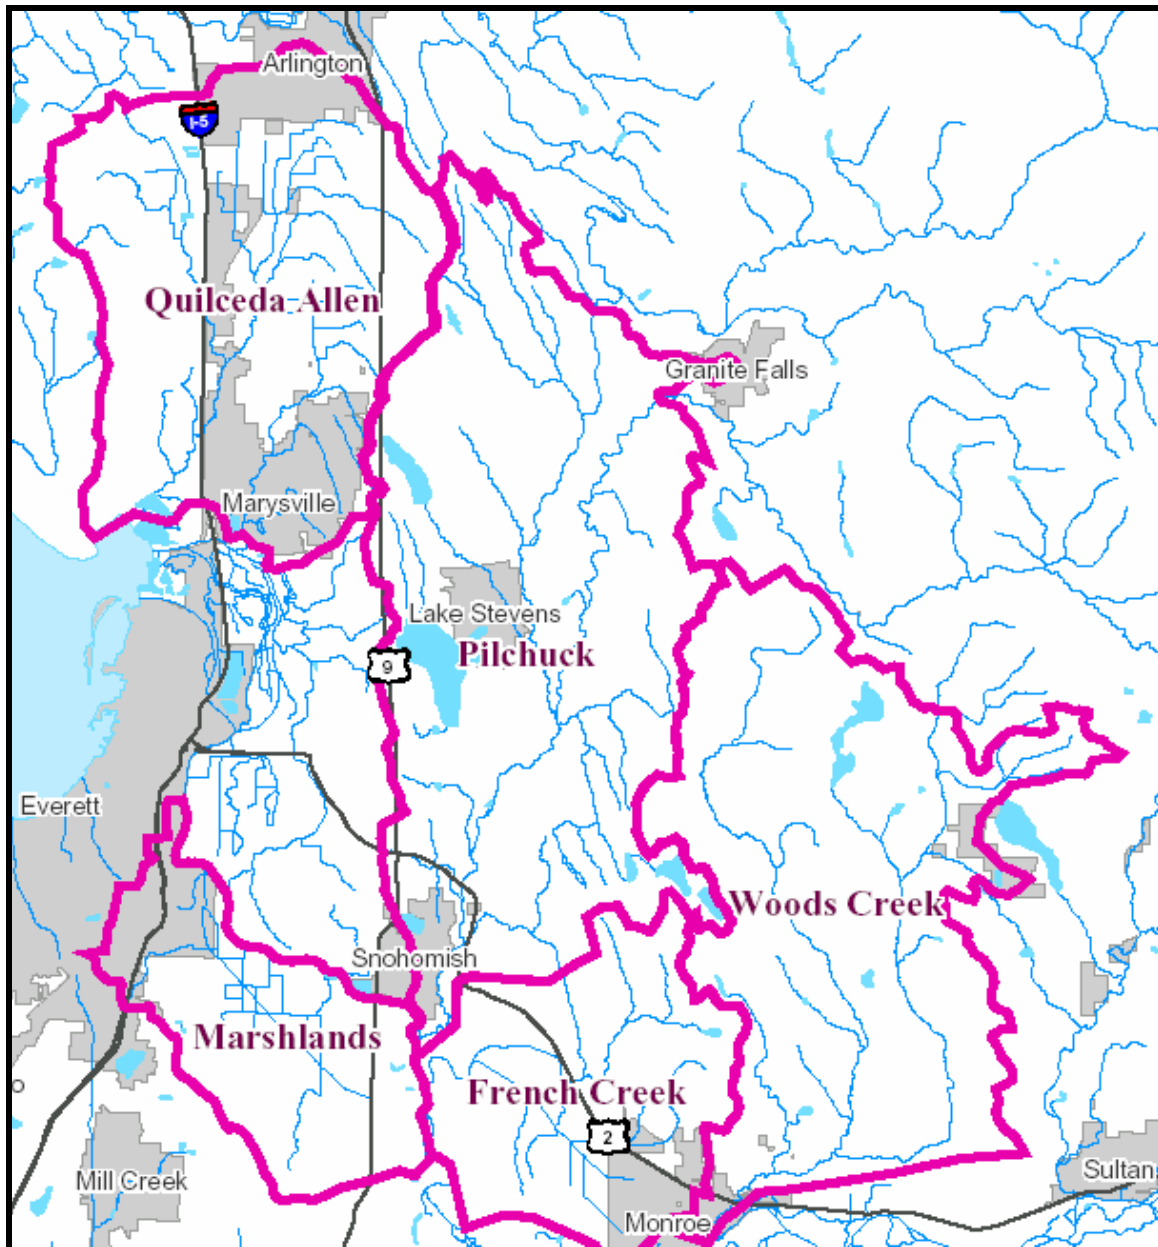 Arlington
I-5
Quilceda Allen
Granite Falls
Marysville
Lake Stevens
Pilchuck
9
Everett
Woods Creek
Snohomish
Marshlands
French Creek
2
Mill Creek
Sultan
Monroe
o